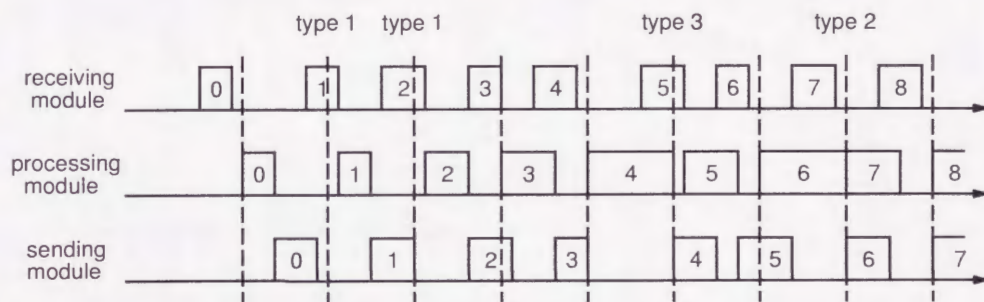 type 1 type 1 type 3 type 2
receiving
module
0 1 2 3 4 5 6 7 8
processing
module
0 1 2 3 4 5 6 7 8
sending
module
0 1 2 3 4 5 6 7